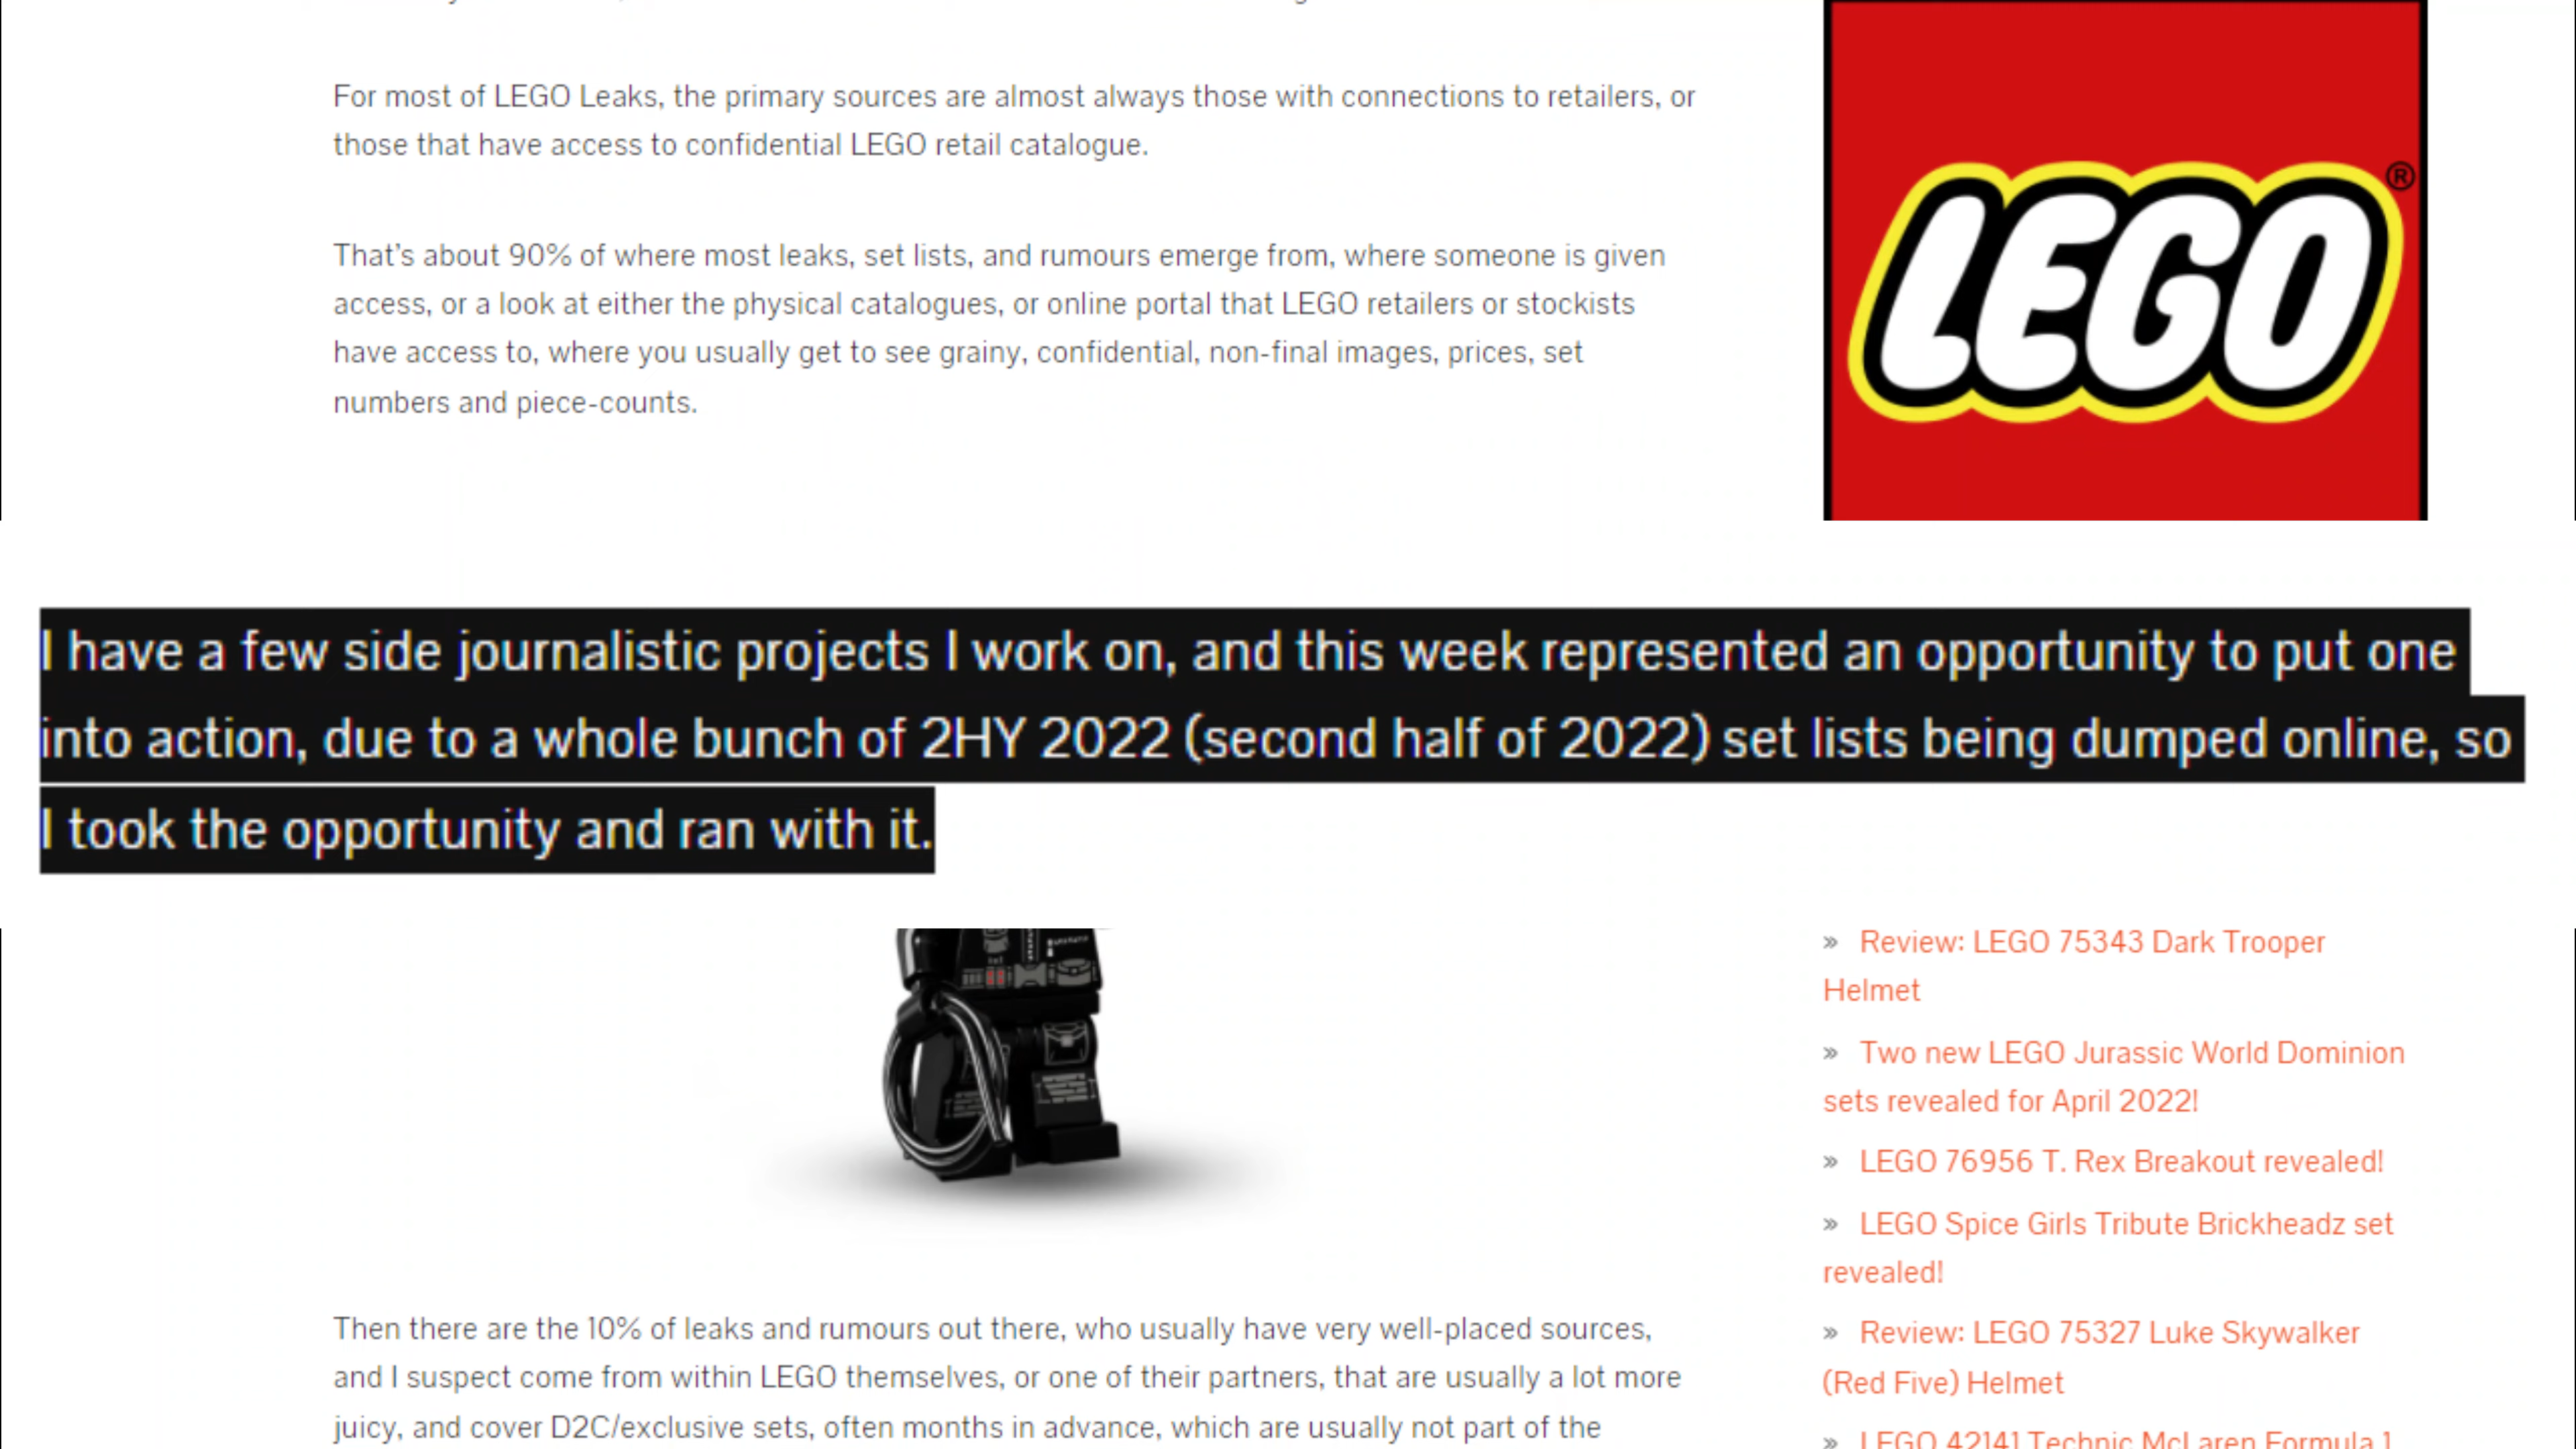 For most of LEGO Leaks, the primary sources are almost always those with connections to retailers, or
those that have access to confidential LEGO retail catalogue.
That's about 90% of where most leaks, set lists, and rumours emerge from, where someone is given
access, or a look at either the physical catalogues, or online portal that LEGO retailers or stockists
have access to, where you usually get to see grainy, confidential, non-final images, prices, set
numbers and piece-counts.
LEGO ®
I have a few side journalistic projects I work on, and this week represented an opportunity to put one
into action, due to a whole bunch of 2HY 2022 (second half of 2022) set lists being dumped online, so
I took the opportunity and ran with it.
» Review: LEGO 75343 Dark Trooper
Helmet
» Two new LEGO Jurassic World Dominion
sets revealed for April 2022!
» LEGO 76956 T. Rex Breakout revealed!
» LEGO Spice Girls Tribute Brickheadz set
revealed!
» Review: LEGO 75327 Luke Skywalker
(Red Five) Helmet
» LEGO 42141 Technic McLaren Formula 1
Then there are the 10% of leaks and rumours out there, who usually have very well-placed sources,
and I suspect come from within LEGO themselves, or one of their partners, that are usually a lot more
juicy, and cover D2C/exclusive sets, often months in advance, which are usually not part of the